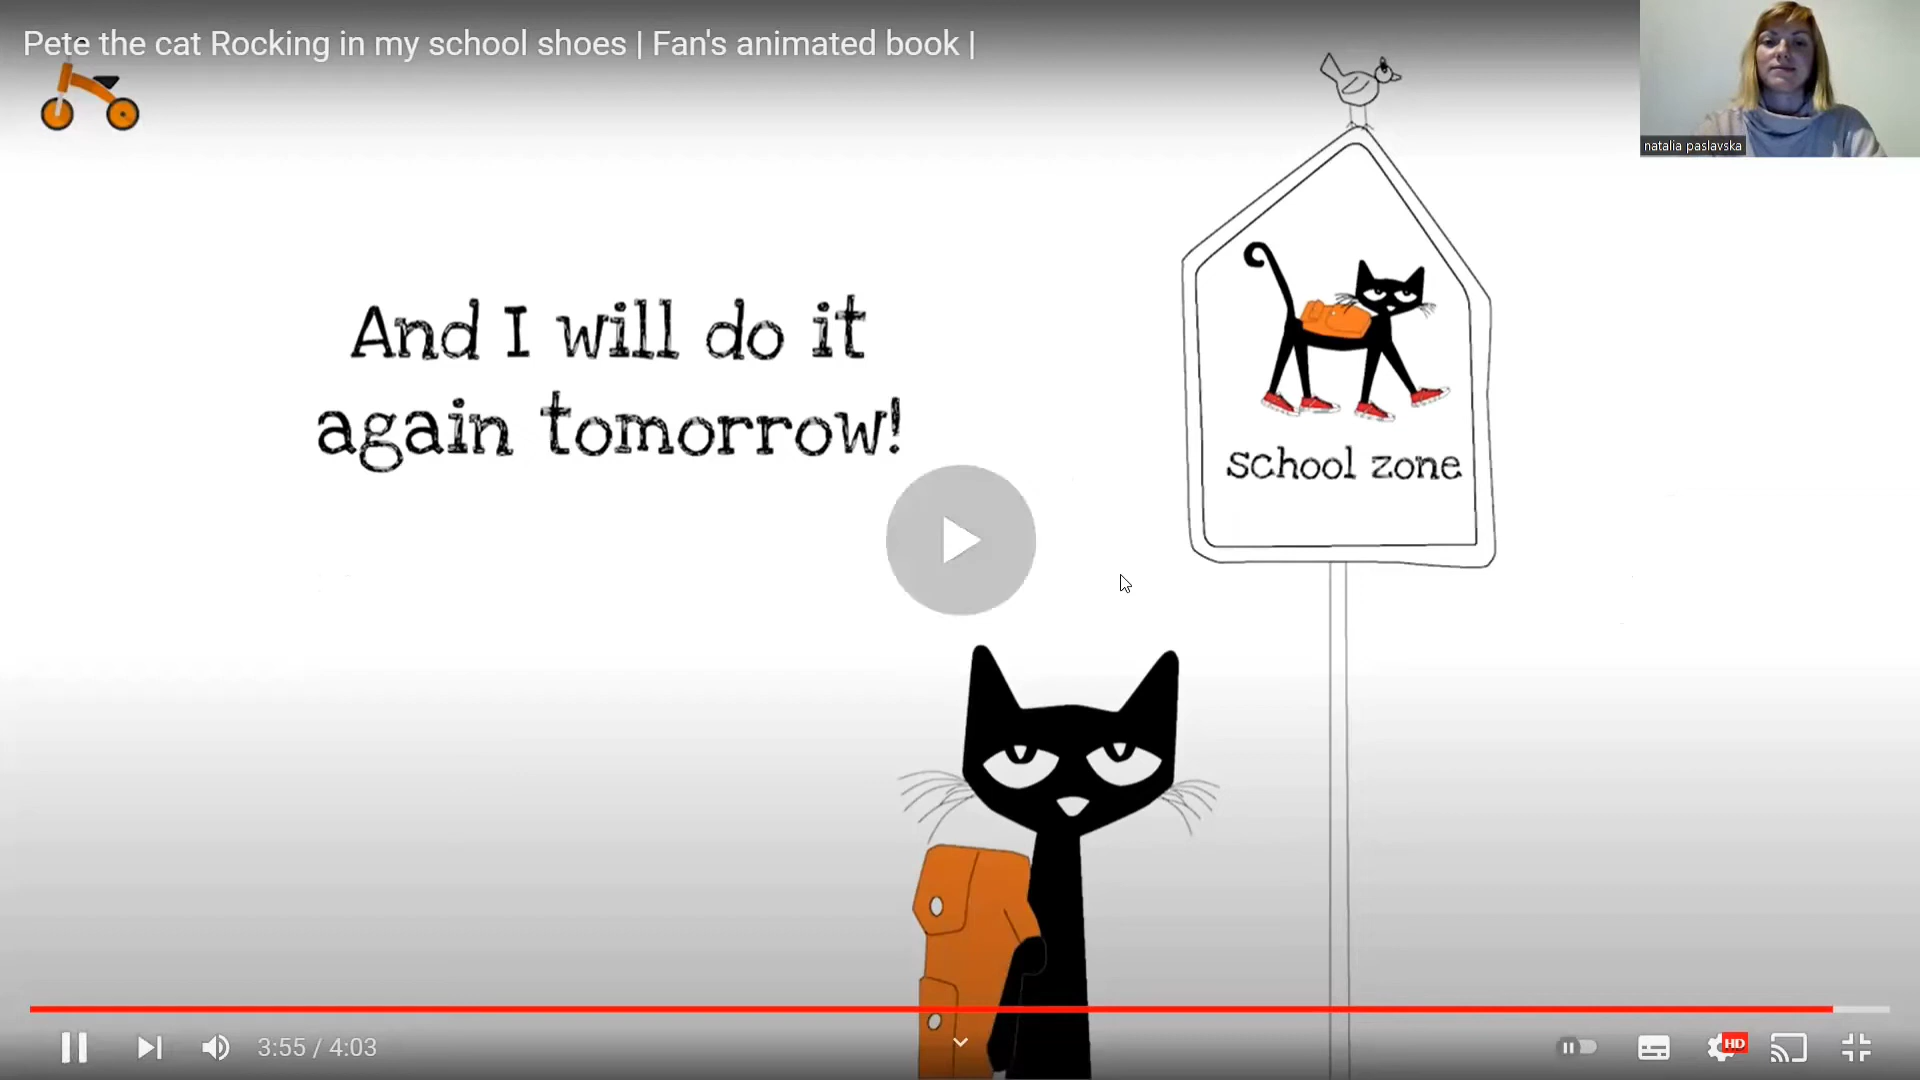 Pete the cat Rocking in my school shoes | Fan's animated book |
natalia paslavska
And I will do it
again tomorrow!
school zone
3:55 / 4:03
HD